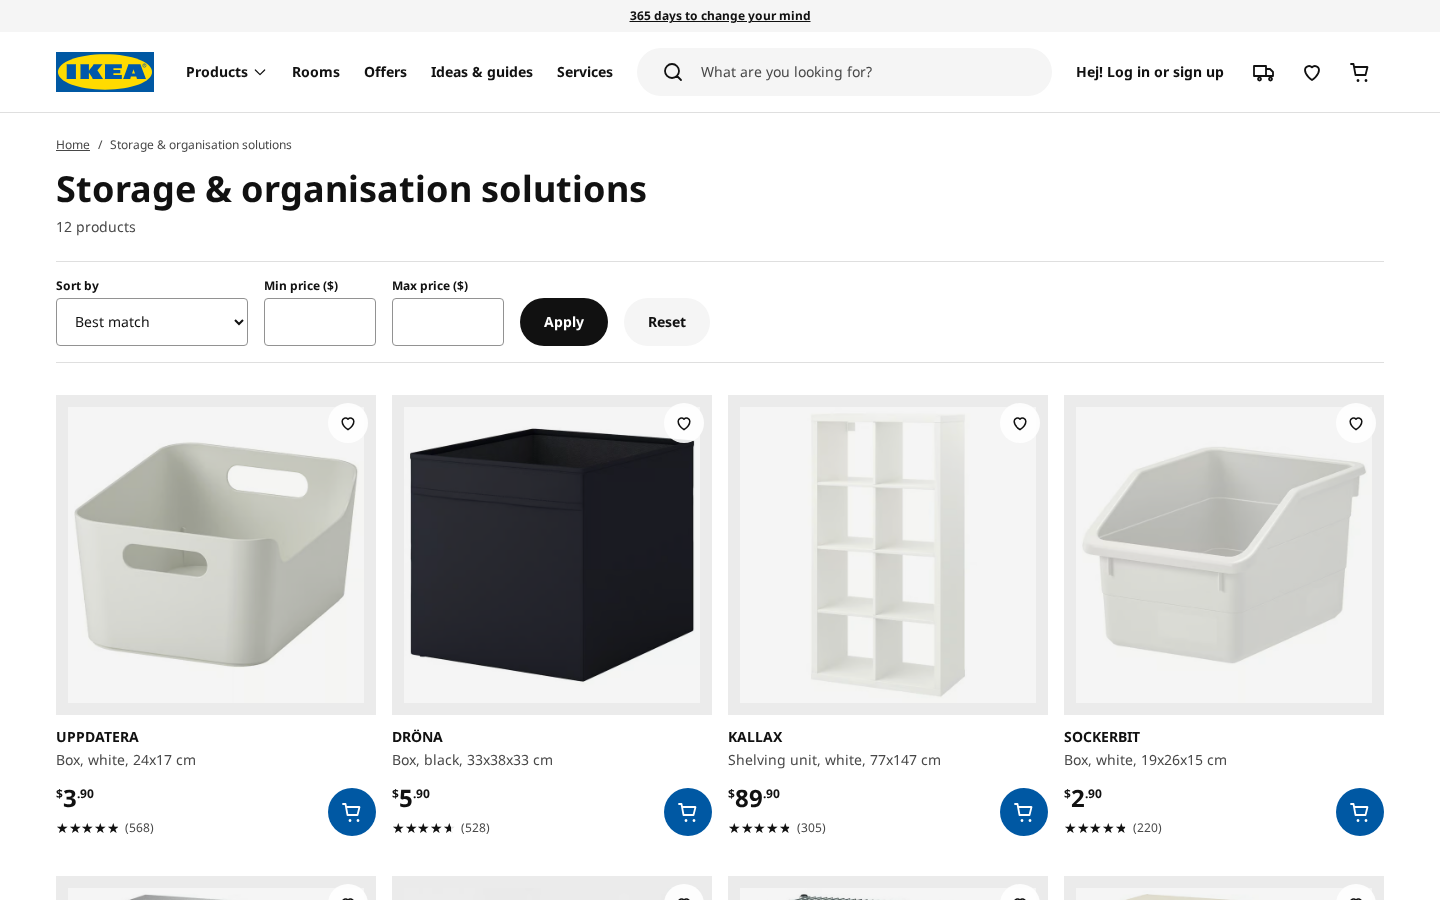 365 days to change your mind
IKEA
Products
Rooms
Offers
Ideas & guides
Services
What are you looking for?
Hej! Log in or sign up
Home / Storage & organisation solutions
Storage & organisation solutions
12 products
Sort by
Min price ($)
Max price ($)
Best match
Apply
Reset
UPPDATERA
Box, white, 24x17 cm
$3.90
(568)
DRÖNA
Box, black, 33x38x33 cm
$5.90
(528)
KALLAX
Shelving unit, white, 77x147 cm
$89.90
(305)
SOCKERBIT
Box, white, 19x26x15 cm
$2.90
(220)